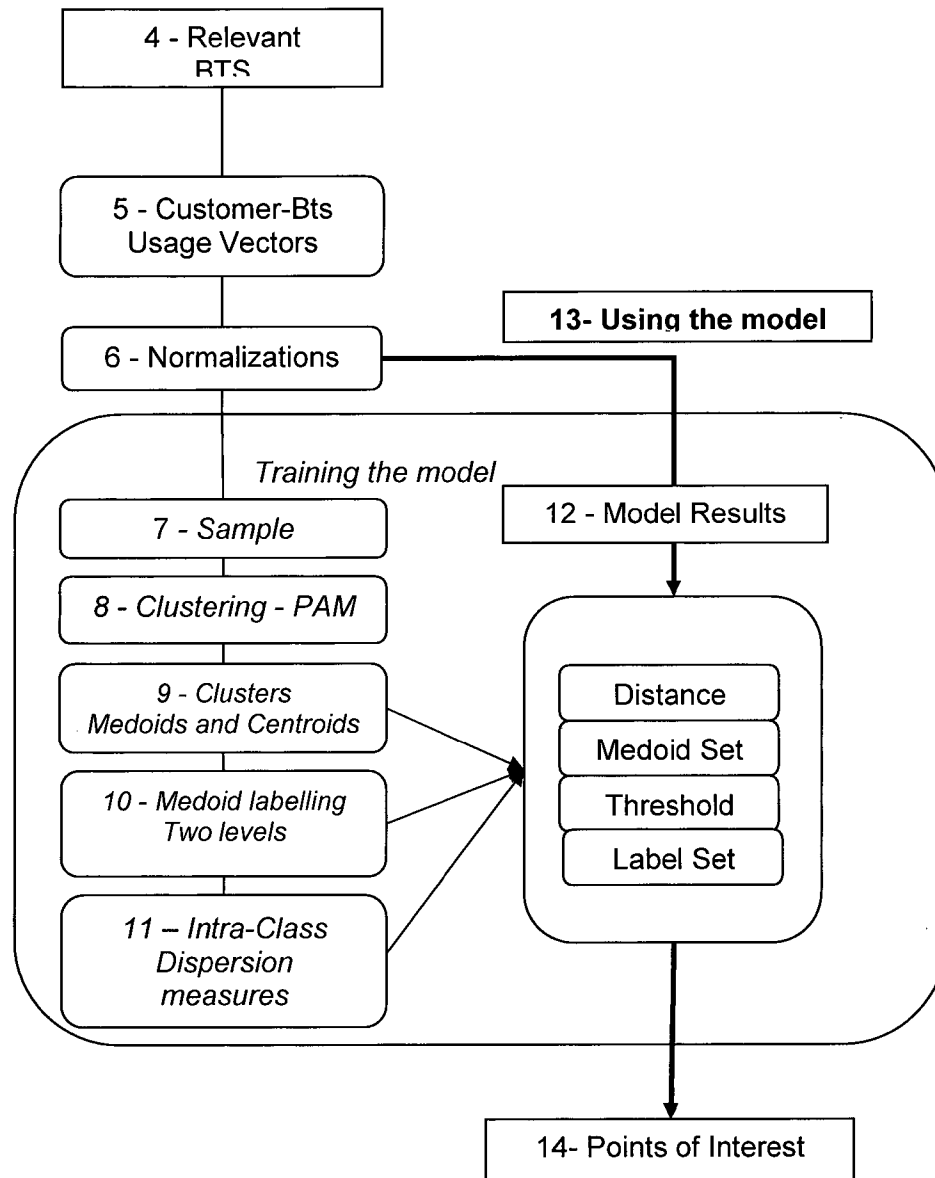 4 - Relevant
BTS
5 - Customer-Bts
Usage Vectors
13- Using the model
6 - Normalizations
Training the model
7 - Sample
12 - Model Results
8 - Clustering - PAM
9 - Clusters
Medoids and Centroids
Distance
Medoid Set
10 - Medoid labelling
Two levels
Threshold
Label Set
11 – Intra-Class
Dispersion
measures
14- Points of Interest